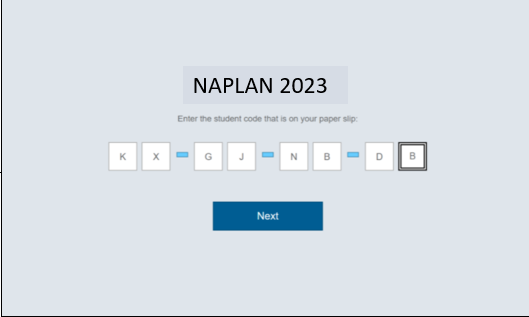 NAPLAN 2023
Enter the student code that is on your paper slip:
K X - G J - N B - D B
Next